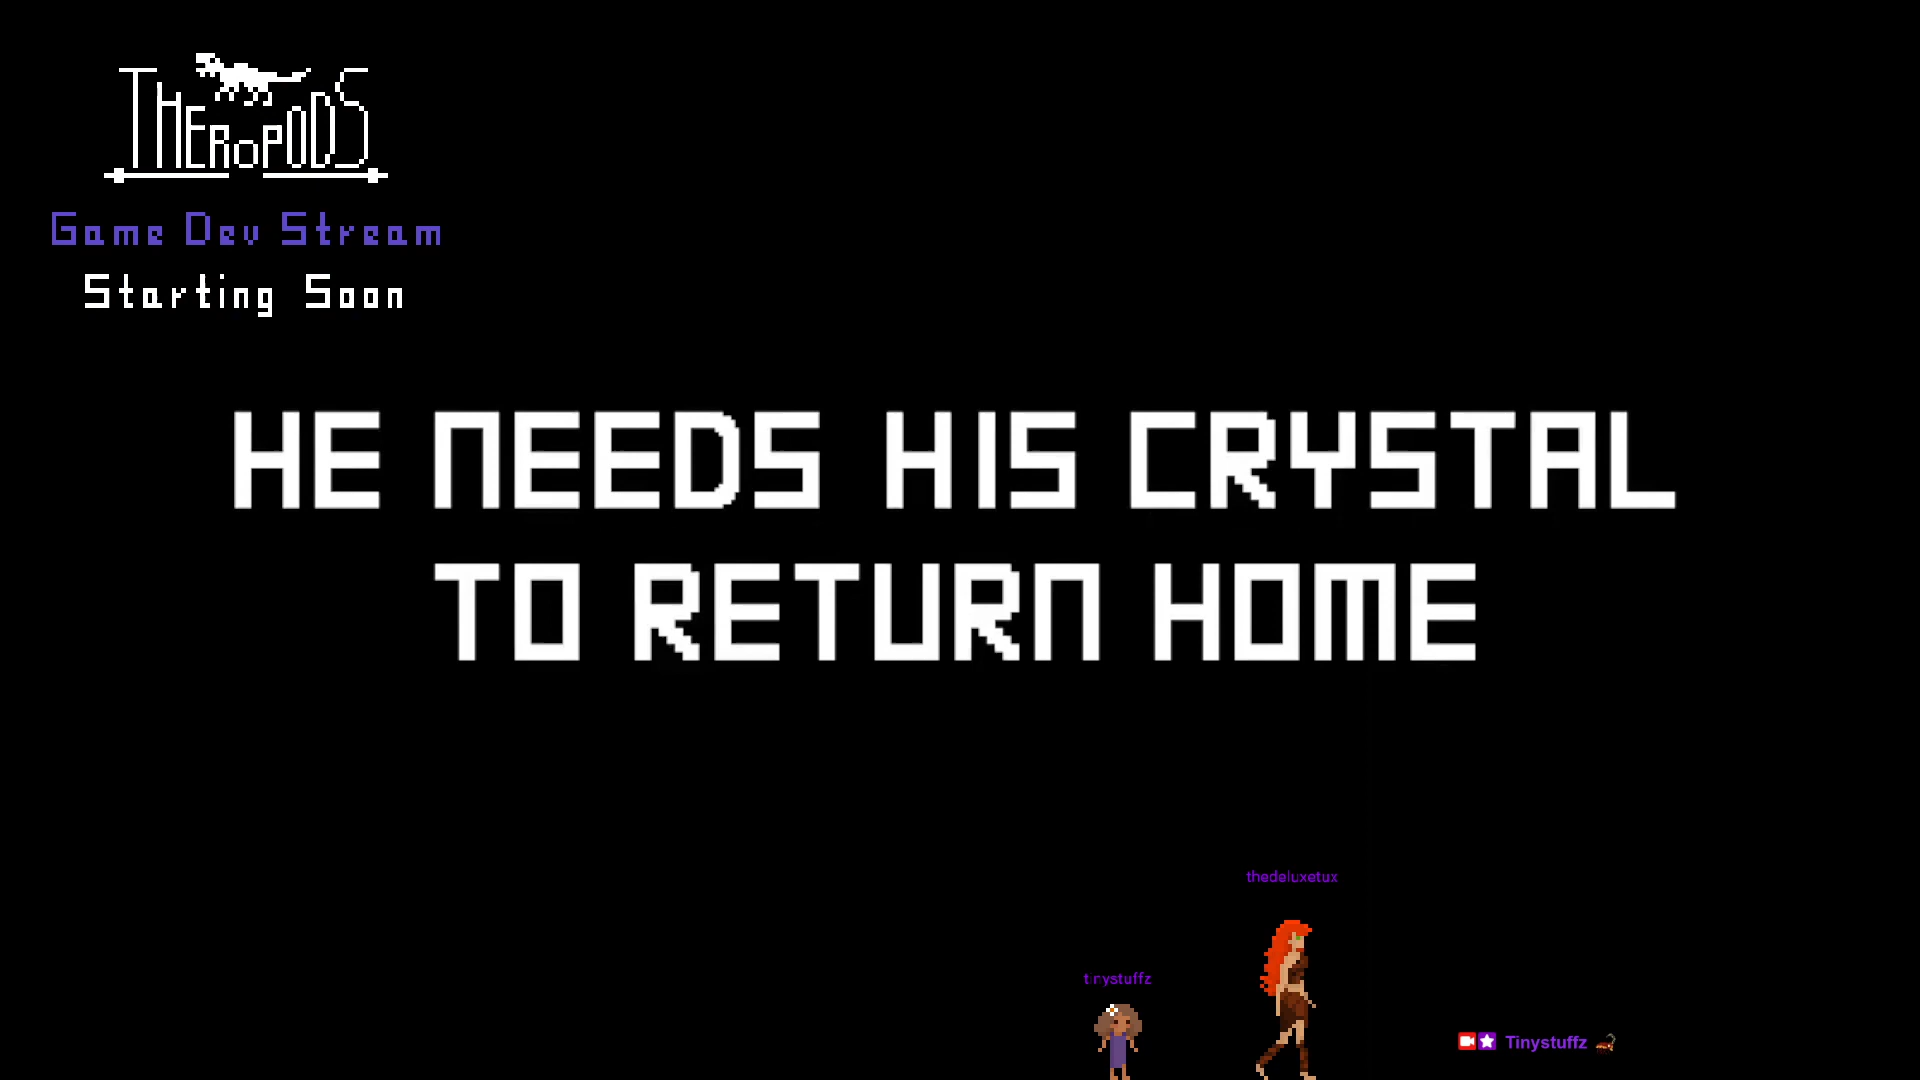 THEROPODS
Game Dev Stream
Starting Soon
HE NEEDS HIS CRYSTAL
TO RETURN HOME
thedeluxetux
tinystuffz
Tinystuffz